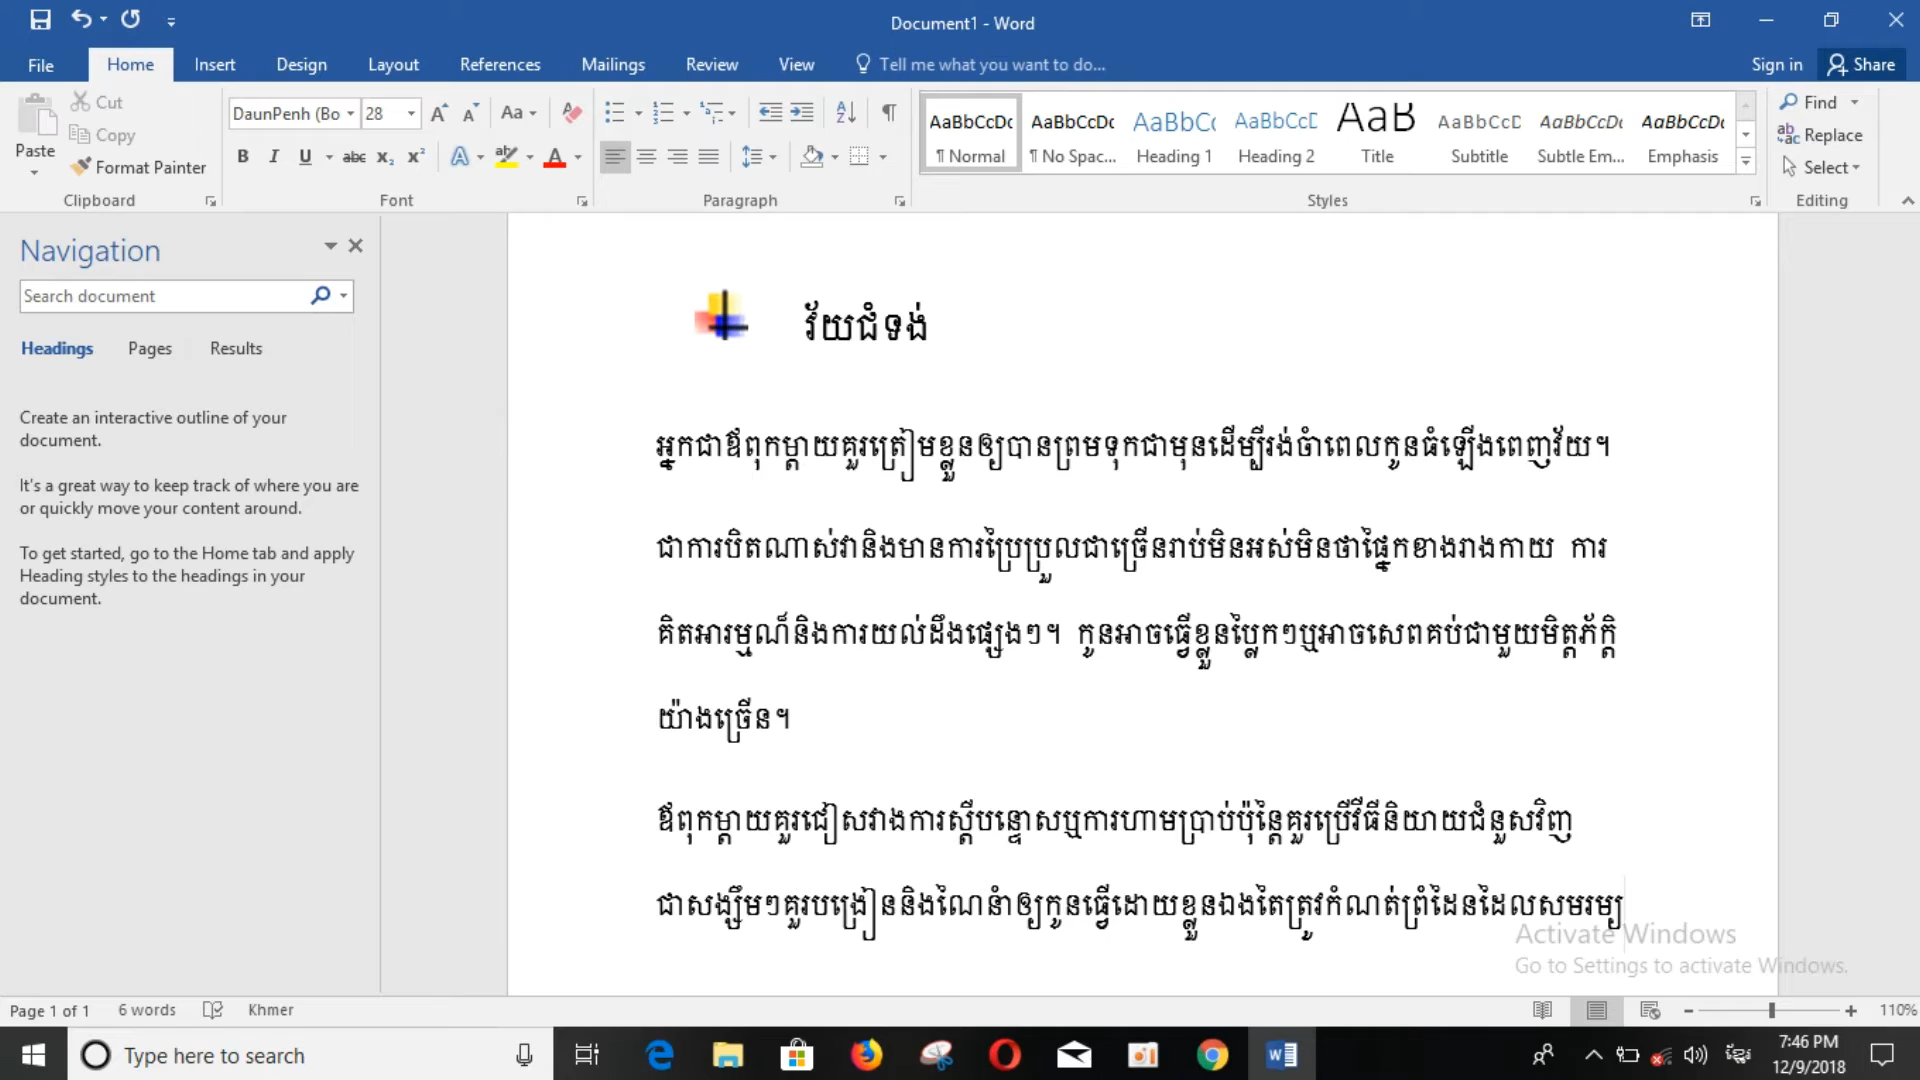 Document1 - Word
File Home Insert Design Layout References Mailings Review View Tell me what you want to do... Sign in Share
Cut
Copy
Format Painter
Paste
Clipboard
DaunPenh (Bo 28 Aa
B I U abc x₂ x² A A
Font
Paragraph
AaBbCcDc AaBbCcDc AaBbCc AaBbCcD AaB AaBbCcD AaBbCcDc AaBbCcDc
¶ Normal ¶ No Spac... Heading 1 Heading 2 Title Subtitle Subtle Em... Emphasis
Styles
Find
Replace
Select
Editing
Navigation
Search document
Headings Pages Results
Create an interactive outline of your
document.
It's a great way to keep track of where you are
or quickly move your content around.
To get started, go to the Home tab and apply
Heading styles to the headings in your
document.
វ័យជំទង់
អ្នកជាឪពុកម្ដាយគួរត្រៀមខ្លួនឲ្យបានព្រមទុកជាមុនដើម្បីរង់ចំាពេលកូនធំឡើងពេញវ័យ។
ជាការបិតណាស់វានិងមានការប្រែប្រួលជាច្រើនរាប់មិនអស់មិនថាផ្នែកខាងរាងកាយ ការ
គិតអារម្មណ៏និងការយល់ដឹងផ្សេងៗ។ កូនអាចធ្វើខ្លួនប្លែកៗឬអាចសេពគប់ជាមួយមិត្តភ័ក្តិ
យ៉ាងច្រើន។
ឪពុកម្ដាយគួរជៀសវាងការស្ដីបន្ទោសឬការហាមប្រាប់ប៉ុន្តែគួរប្រើវីធីនិយាយជំនួសវិញ
ជាសង្សឹមៗគួរបង្រៀននិងណែនំាឲ្យកូនធ្វើដោយខ្លួនឯងតែត្រូវកំណត់ព្រំដែនដែលសមរម្យ
Activate Windows
Go to Settings to activate Windows.
Page 1 of 1 6 words Khmer 110%
Type here to search
7:46 PM
12/9/2018